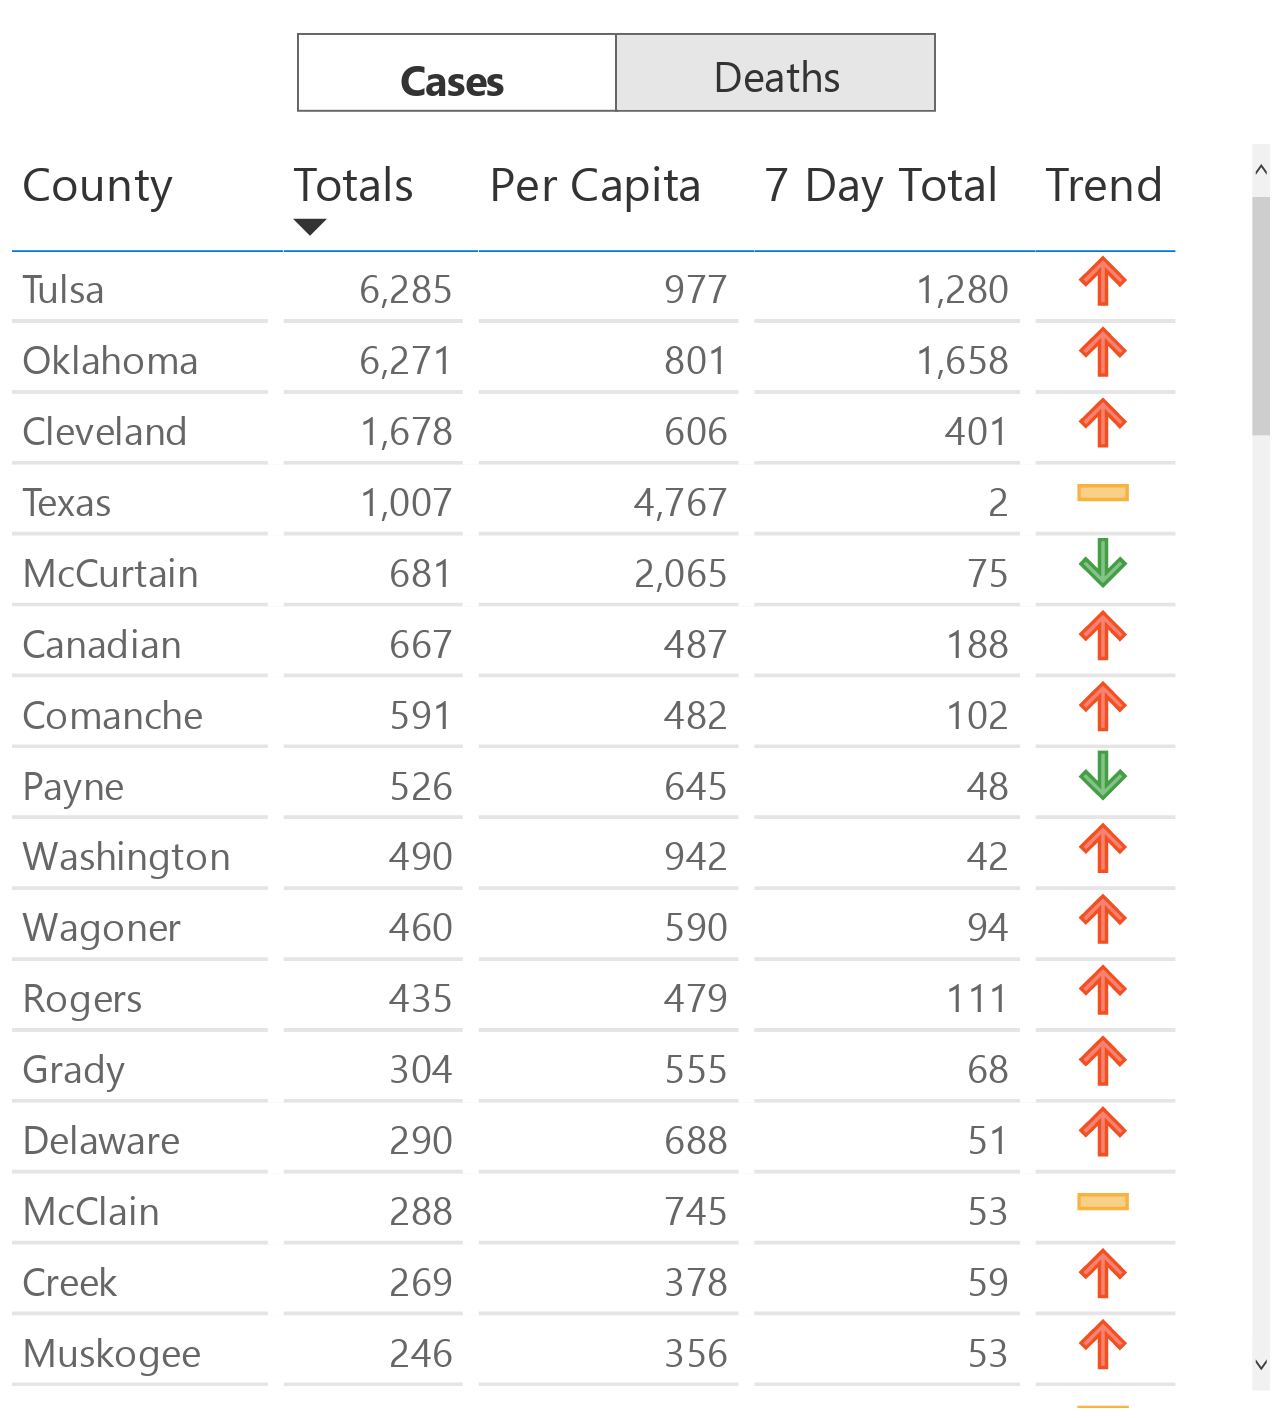 Cases Deaths
County Totals Per Capita 7 Day Total Trend
Tulsa 6,285 977 1,280
Oklahoma 6,271 801 1,658
Cleveland 1,678 606 401
Texas 1,007 4,767 2
McCurtain 681 2,065 75
Canadian 667 487 188
Comanche 591 482 102
Payne 526 645 48
Washington 490 942 42
Wagoner 460 590 94
Rogers 435 479 111
Grady 304 555 68
Delaware 290 688 51
McClain 288 745 53
Creek 269 378 59
Muskogee 246 356 53